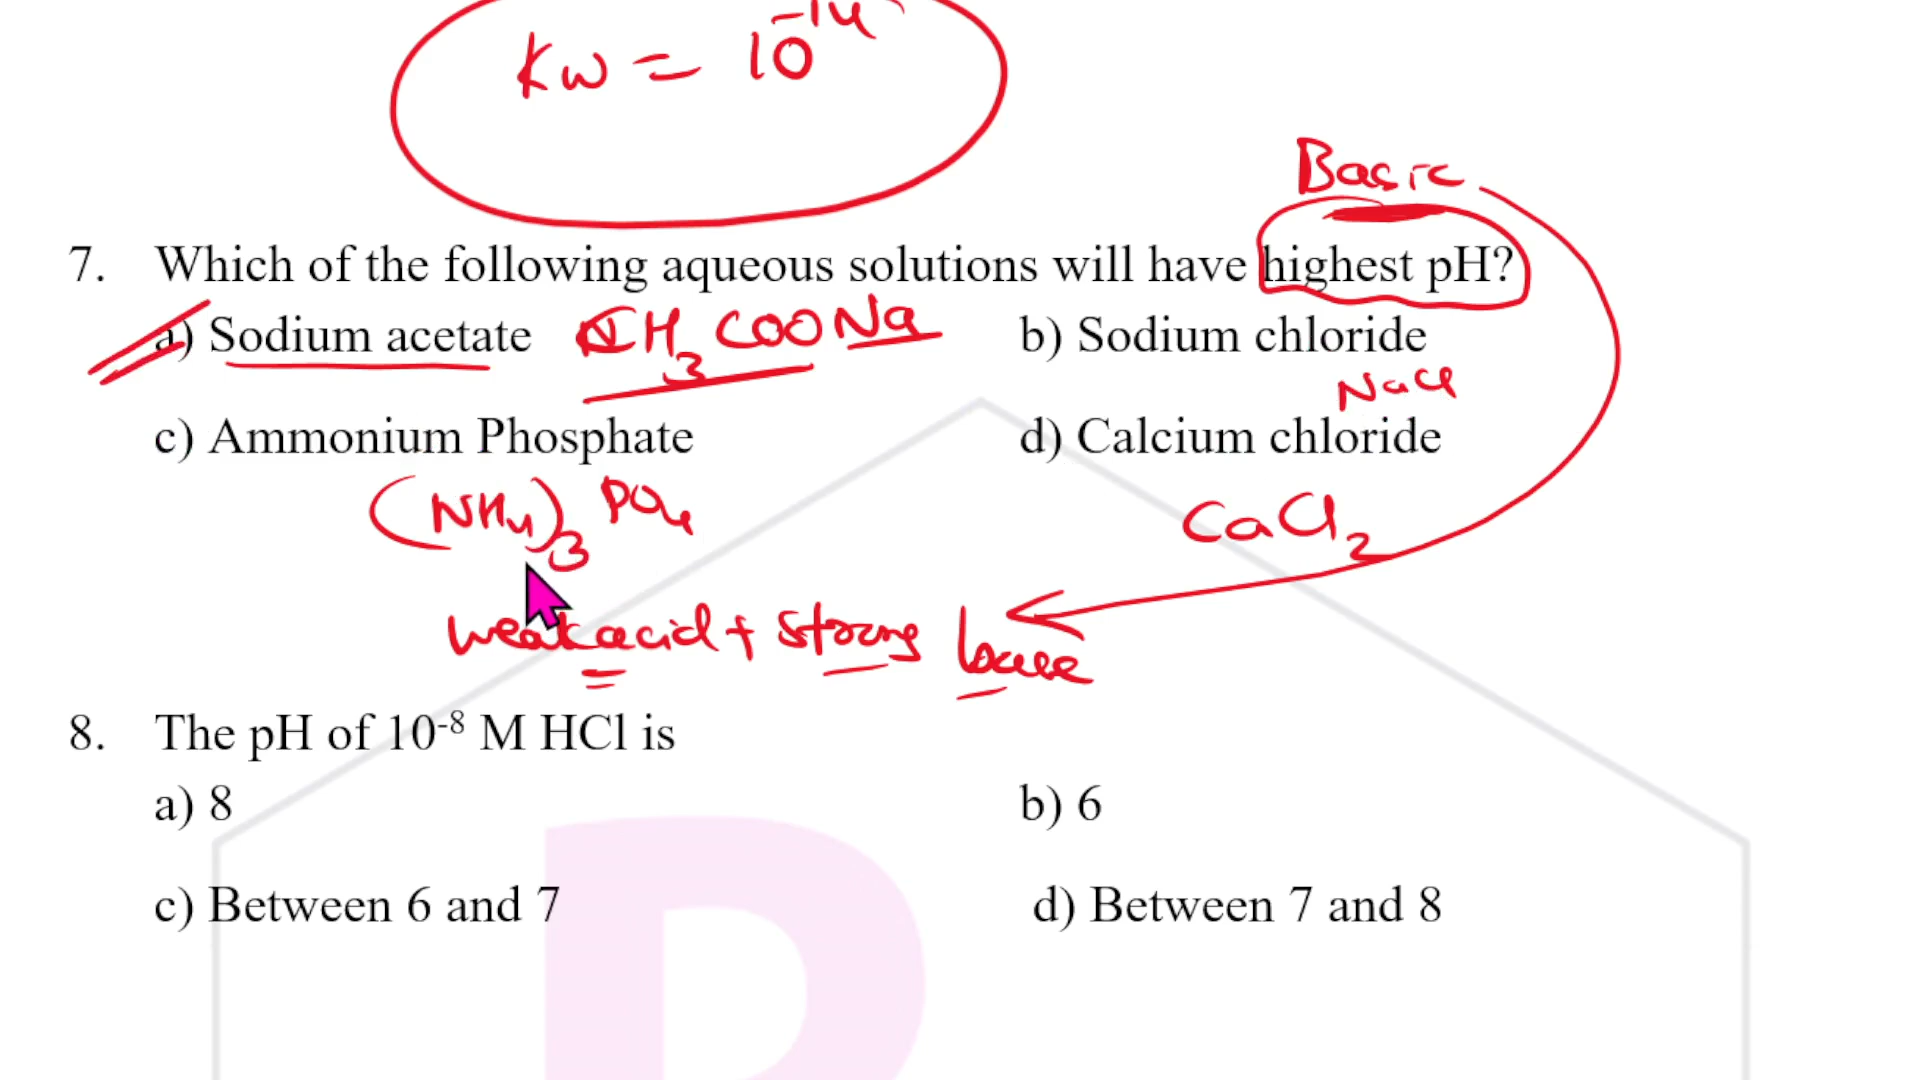 Kw = 10⁻¹⁴
Basic
7. Which of the following aqueous solutions will have highest pH?
a) Sodium acetate CH₃COONa b) Sodium chloride
NaCl
c) Ammonium Phosphate d) Calcium chloride
(NH₄)₃PO₄ CaCl₂
weak acid + strong base
8. The pH of 10⁻⁸ M HCl is
a) 8 b) 6
c) Between 6 and 7 d) Between 7 and 8